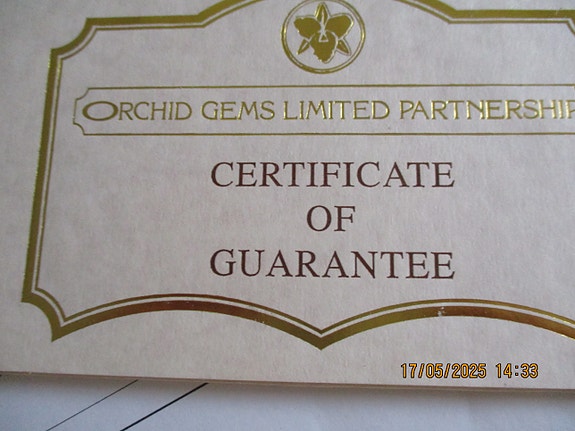 ORCHID GEMS LIMITED PARTNERSHIP
CERTIFICATE
OF
GUARANTEE
17/05/2025 14:33